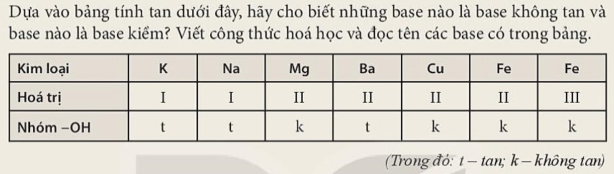 Dựa vào bảng tính tan dưới đây, hãy cho biết những base nào là base không tan và
base nào là base kiềm? Viết công thức hoá học và đọc tên các base có trong bảng.
Kim loại K Na Mg Ba Cu Fe Fe
Hoá trị I I II II II II III
Nhóm –OH t t k t k k k
(Trong đó: t – tan; k – không tan)